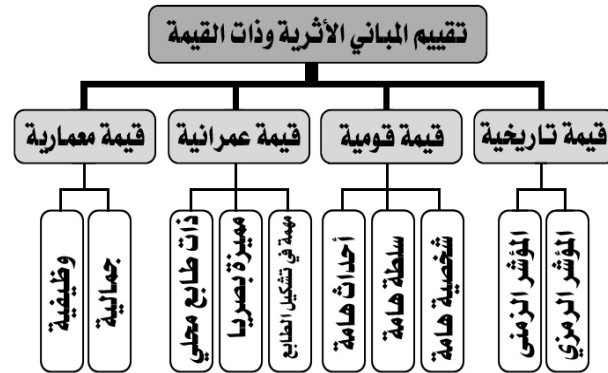 تقييم المباني الأثرية وذات القيمة
قيمة تاريخية
قيمة قومية
قيمة عمرانية
قيمة معمارية
المؤشر الرمزي
المؤشر الزمنى
شخصية هامة
سلطة هامة
أحداث هامة
مهمة في تشكيل الطابع
مميزة بصريا
ذات طابع محلي
جمالية
وظيفية